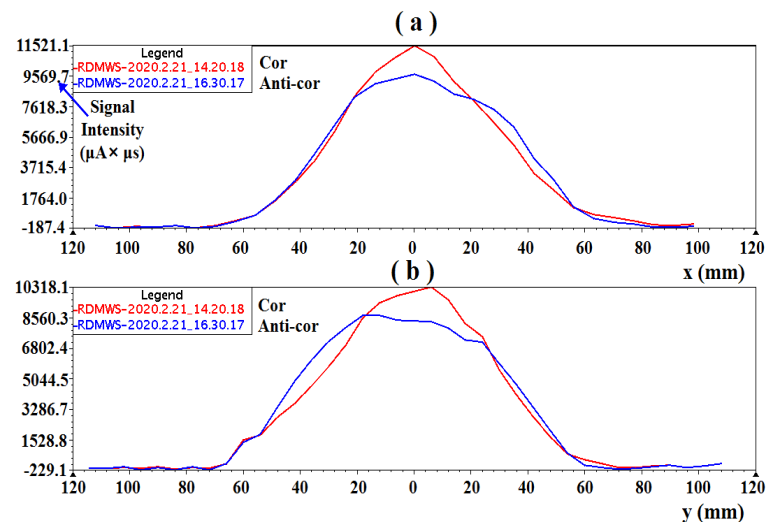 ( a )
11521.1
9569.7
7618.3
5666.9
3715.4
1764.0
-187.4
Legend
RDMWS-2020.2.21_14.20.18
RDMWS-2020.2.21_16.30.17
Cor
Anti-cor
Signal
Intensity
(μA× μs)
120 100 80 60 40 20 0 20 40 60 80 100 120
x (mm)
( b )
10318.1
8560.3
6802.4
5044.5
3286.7
1528.8
-229.1
Legend
RDMWS-2020.2.21_14.20.18
RDMWS-2020.2.21_16.30.17
Cor
Anti-cor
120 100 80 60 40 20 0 20 40 60 80 100 120
y (mm)